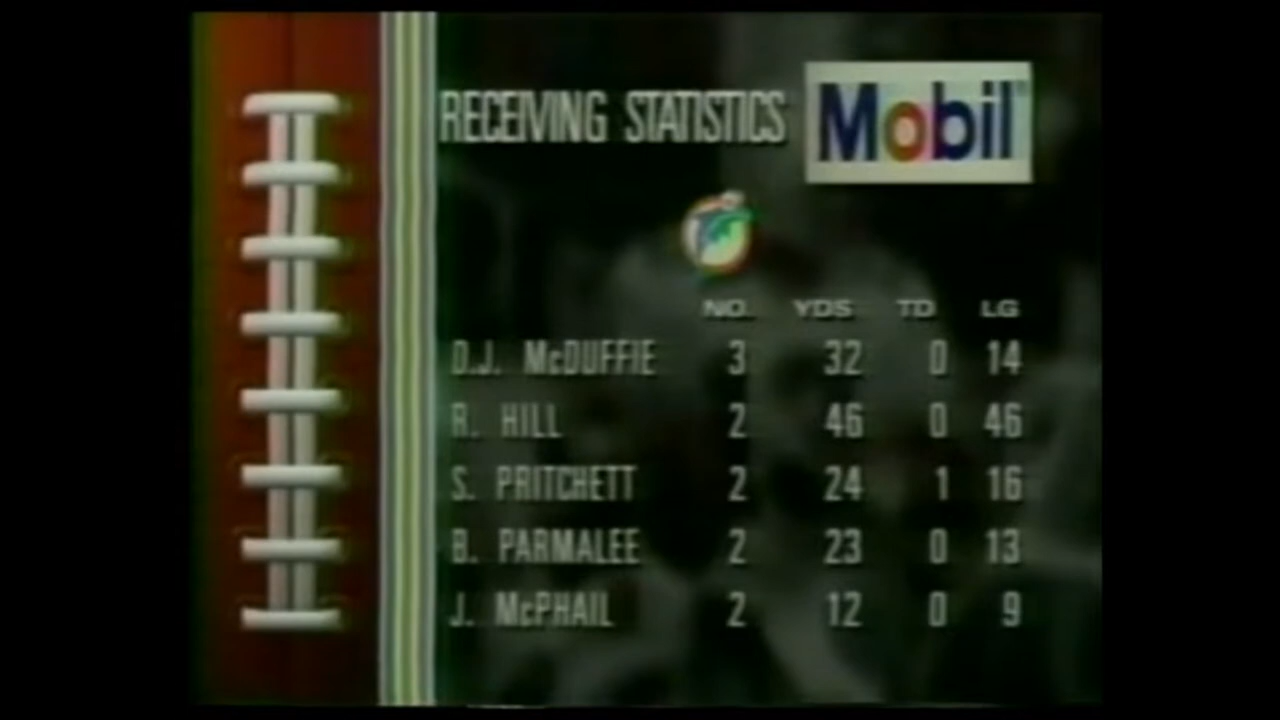 RECEIVING STATISTICS
Mobil
NO. YDS TD LG
O.J. McDUFFIE 3 32 0 14
R. HILL 2 46 0 46
S. PRITCHETT 2 24 1 16
B. PARMALEE 2 23 0 13
J. McPHAIL 2 12 0 9